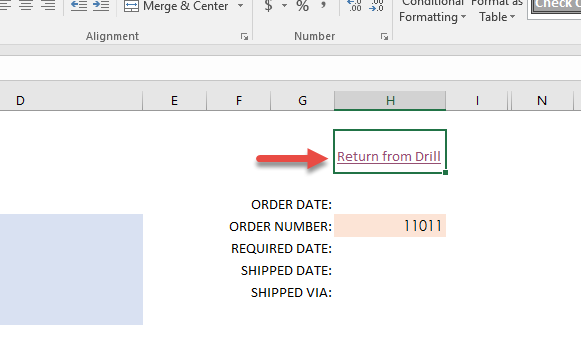 Merge & Center
$ %
Conditional
Formatting
Format as
Table
Alignment
Number
D E F G H I N
Return from Drill
ORDER DATE:
ORDER NUMBER: 11011
REQUIRED DATE:
SHIPPED DATE:
SHIPPED VIA: